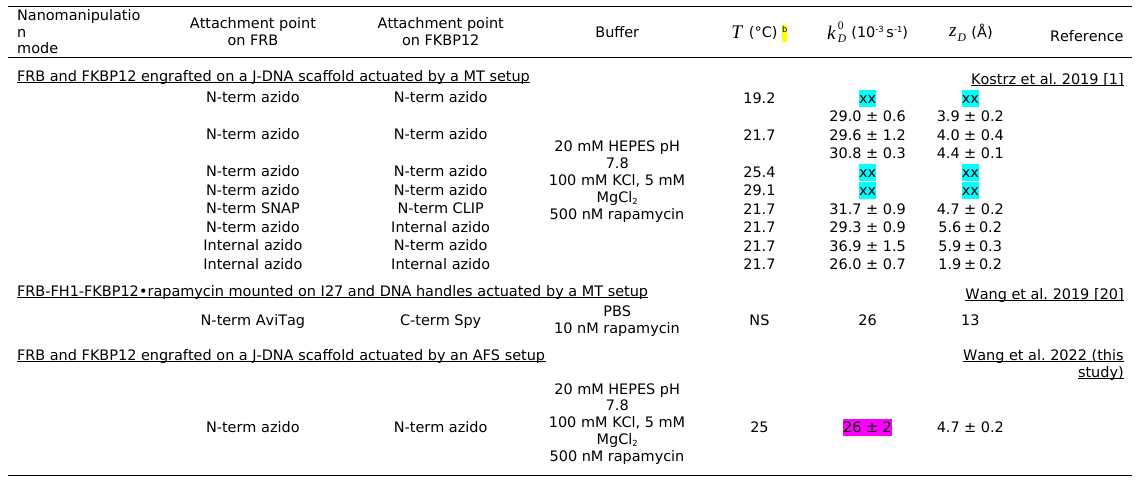 Nanomanipulatio
n
mode
Attachment point
on FRB
Attachment point
on FKBP12
Buffer
T (°C) b
k_D^0 (10⁻³ s⁻¹)
z_D (Å)
Reference
FRB and FKBP12 engrafted on a J-DNA scaffold actuated by a MT setup
Kostrz et al. 2019 [1]
N-term azido N-term azido 19.2 xx xx
29.0 ± 0.6 3.9 ± 0.2
N-term azido N-term azido 21.7 29.6 ± 1.2 4.0 ± 0.4
30.8 ± 0.3 4.4 ± 0.1
20 mM HEPES pH
7.8
100 mM KCl, 5 mM
MgCl₂
500 nM rapamycin
N-term azido N-term azido 25.4 xx xx
N-term azido N-term azido 29.1 xx xx
N-term SNAP N-term CLIP 21.7 31.7 ± 0.9 4.7 ± 0.2
N-term azido Internal azido 21.7 29.3 ± 0.9 5.6 ± 0.2
Internal azido N-term azido 21.7 36.9 ± 1.5 5.9 ± 0.3
Internal azido Internal azido 21.7 26.0 ± 0.7 1.9 ± 0.2
FRB-FH1-FKBP12•rapamycin mounted on I27 and DNA handles actuated by a MT setup
Wang et al. 2019 [20]
N-term AviTag C-term Spy
PBS
10 nM rapamycin
NS 26 13
FRB and FKBP12 engrafted on a J-DNA scaffold actuated by an AFS setup
Wang et al. 2022 (this
study)
N-term azido N-term azido
20 mM HEPES pH
7.8
100 mM KCl, 5 mM
MgCl₂
500 nM rapamycin
25 26 ± 2 4.7 ± 0.2